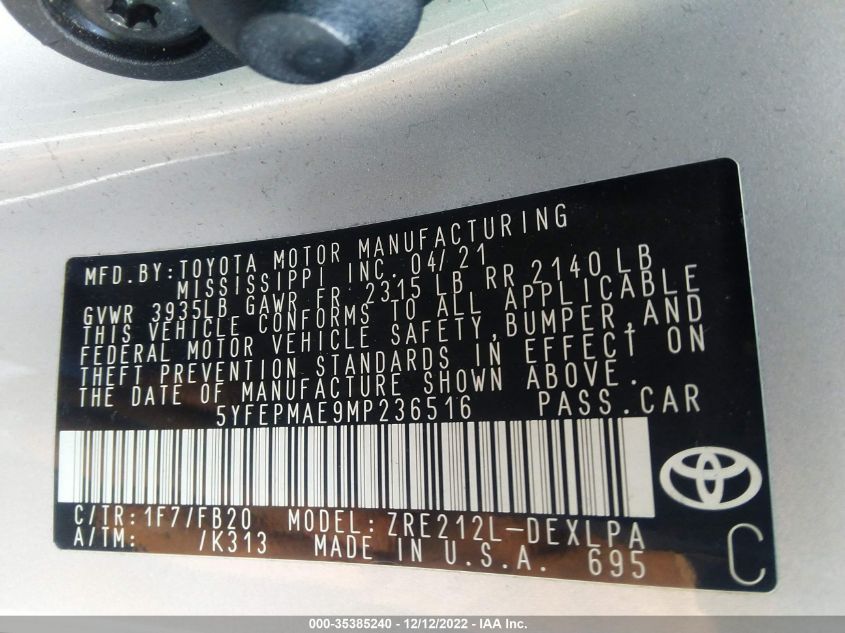 MFD.BY:TOYOTA MOTOR MANUFACTURING
MISSISSIPPI INC. 04/21
GVWR 3935LB GAWR FR 2315 LB RR 2140 LB
THIS VEHICLE CONFORMS TO ALL APPLICABLE
FEDERAL MOTOR VEHICLE SAFETY, BUMPER, AND
THEFT PREVENTION STANDARDS IN EFFECT ON
THE DATE OF MANUFACTURE SHOWN ABOVE.
5YFEPMAE9MP236516 PASS.CAR
C/TR:1F7/FB20 MODEL: ZRE212L-DEXLPA
A/TM: /K313 MADE IN U.S.A. 695
C
000-35385240 - 12/12/2022 - IAA Inc.